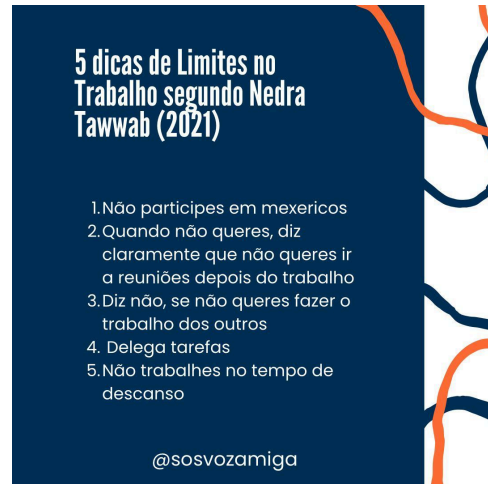 5 dicas de Limites no
Trabalho segundo Nedra
Tawwab (2021)
1.Não participes em mexericos
2.Quando não queres, diz
claramente que não queres ir
a reuniões depois do trabalho
3.Diz não, se não queres fazer o
trabalho dos outros
4. Delega tarefas
5.Não trabalhes no tempo de
descanso
@sosvozamiga